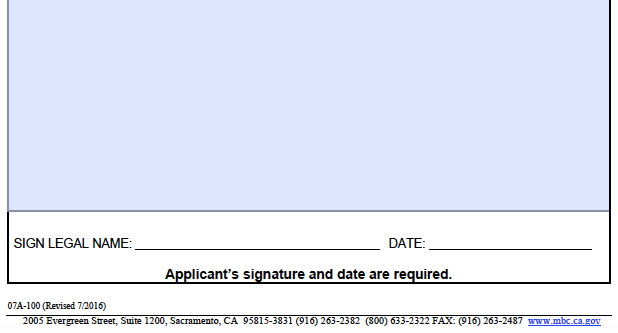 SIGN LEGAL NAME: ________________ DATE: ________________
Applicant's signature and date are required.
07A-100 (Revised 7/2016)
2005 Evergreen Street, Suite 1200, Sacramento, CA 95815-3831 (916) 263-2382 (800) 633-2322 FAX: (916) 263-2487 www.mbc.ca.gov